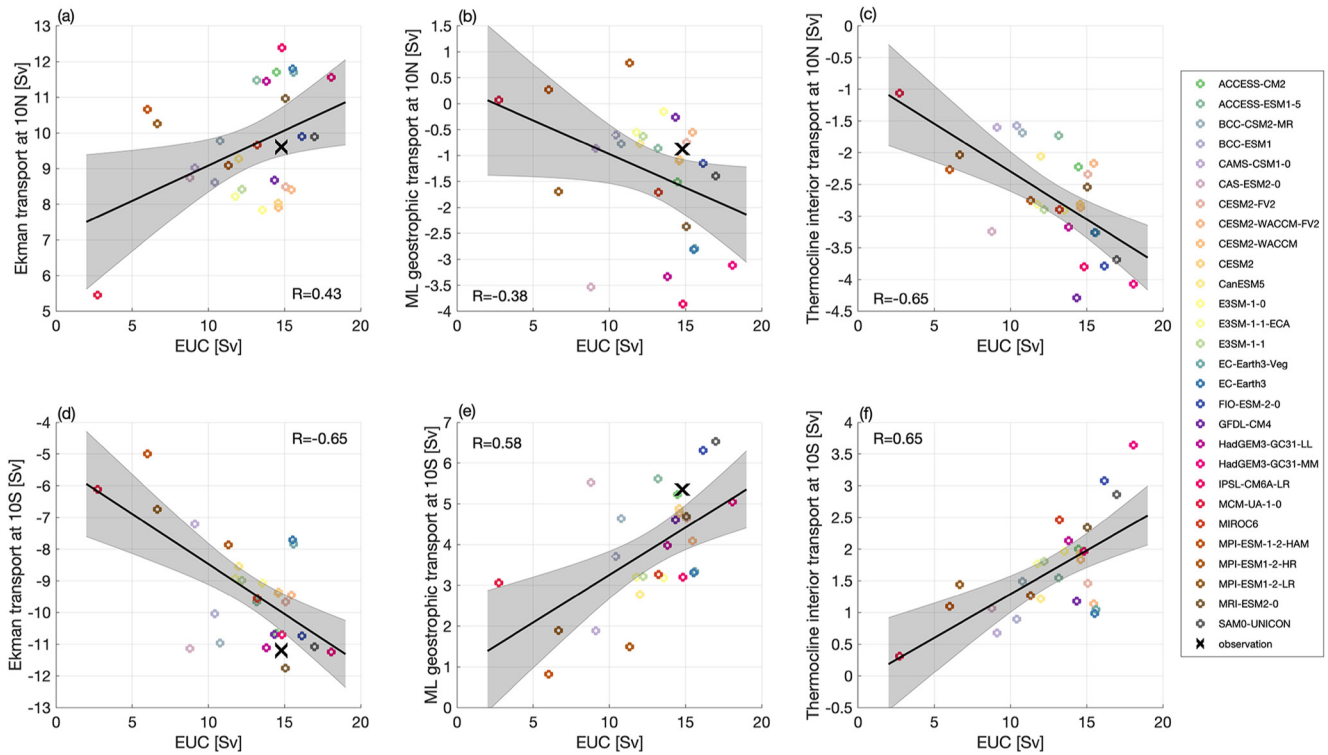 (a)
Ekman transport at 10N [Sv]
13
12
11
10
9
8
7
6
5
0 5 10 15 20
EUC [Sv]
R=0.43
(b)
ML geostrophic transport at 10N [Sv]
1.5
1
0.5
0
-0.5
-1
-1.5
-2
-2.5
-3
-3.5
-4
0 5 10 15 20
EUC [Sv]
R=-0.38
(c)
Thermocline interior transport at 10N [Sv]
0
-0.5
-1
-1.5
-2
-2.5
-3
-3.5
-4
-4.5
0 5 10 15 20
EUC [Sv]
R=-0.65
(d)
Ekman transport at 10S [Sv]
-4
-5
-6
-7
-8
-9
-10
-11
-12
-13
0 5 10 15 20
EUC [Sv]
R=-0.65
(e)
ML geostrophic transport at 10S [Sv]
7
6
5
4
3
2
1
0
0 5 10 15 20
EUC [Sv]
R=0.58
(f)
Thermocline interior transport at 10S [Sv]
4
3.5
3
2.5
2
1.5
1
0.5
0
-0.5
0 5 10 15 20
EUC [Sv]
R=0.65
ACCESS-CM2
ACCESS-ESM1-5
BCC-CSM2-MR
BCC-ESM1
CAMS-CSM1-0
CAS-ESM2-0
CESM2-FV2
CESM2-WACCM-FV2
CESM2-WACCM
CESM2
CanESM5
E3SM-1-0
E3SM-1-1-ECA
E3SM-1-1
EC-Earth3-Veg
EC-Earth3
FIO-ESM-2-0
GFDL-CM4
HadGEM3-GC31-LL
HadGEM3-GC31-MM
IPSL-CM6A-LR
MCM-UA-1-0
MIROC6
MPI-ESM-1-2-HAM
MPI-ESM1-2-HR
MPI-ESM1-2-LR
MRI-ESM2-0
SAM0-UNICON
observation